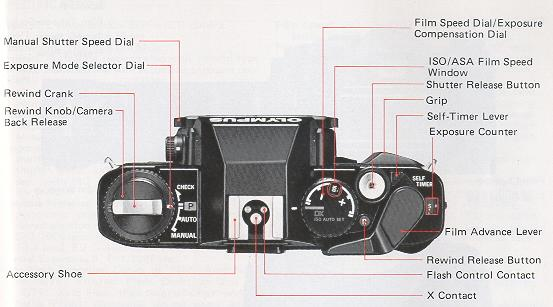 Manual Shutter Speed Dial
Exposure Mode Selector Dial
Rewind Crank
Rewind Knob/Camera
Back Release
Accessory Shoe
OLYMPUS
CHECK
P
AUTO
MANUAL
DX
ISO AUTO SET
SELF
TIMER
Film Speed Dial/Exposure
Compensation Dial
ISO/ASA Film Speed
Window
Shutter Release Button
Grip
Self-Timer Lever
Exposure Counter
Film Advance Lever
Rewind Release Button
Flash Control Contact
X Contact